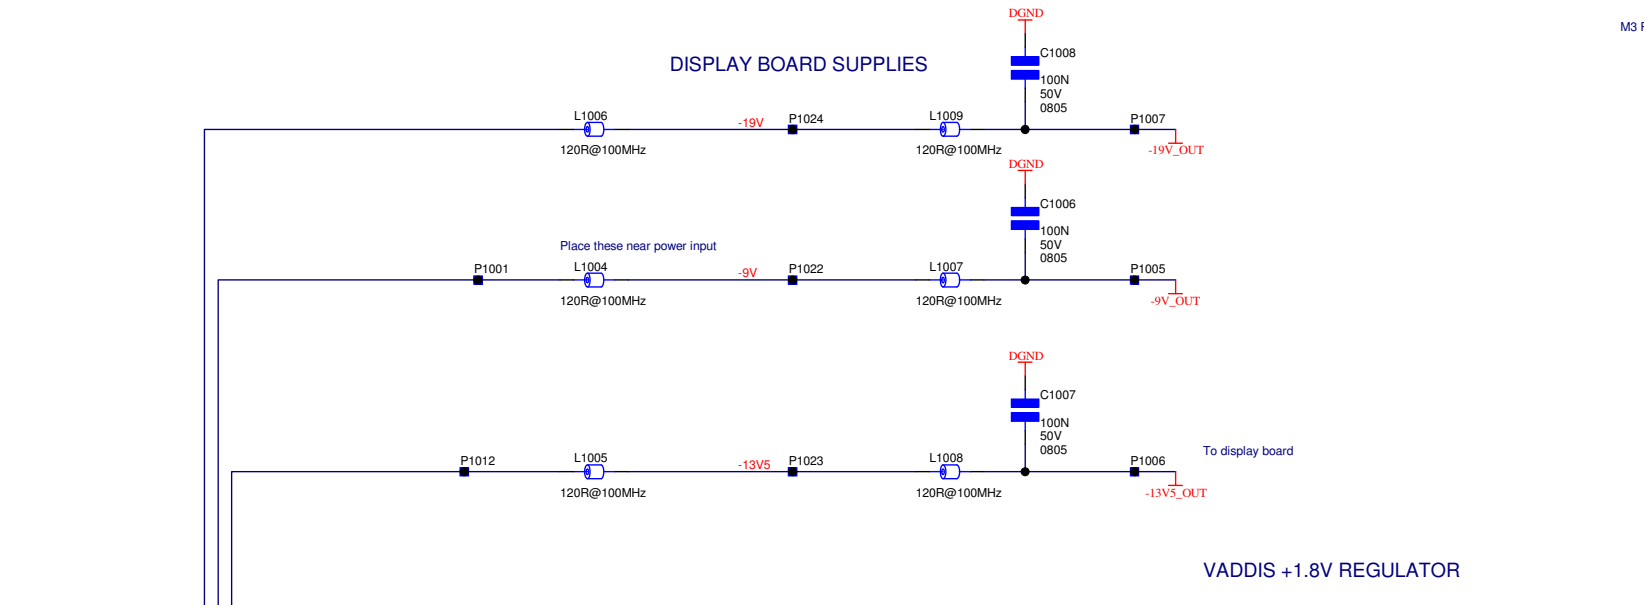 DGND
M3 F
C1008
DISPLAY BOARD SUPPLIES
100N
50V
0805
L1006
-19V
P1024
L1009
P1007
120R@100MHz
120R@100MHz
-19V_OUT
DGND
C1006
100N
Place these near power input
50V
0805
P1001
L1004
-9V
P1022
L1007
P1005
120R@100MHz
120R@100MHz
-9V_OUT
DGND
C1007
100N
50V
0805
To display board
P1012
L1005
-13V5
P1023
L1008
P1006
120R@100MHz
120R@100MHz
-13V5_OUT
VADDIS +1.8V REGULATOR